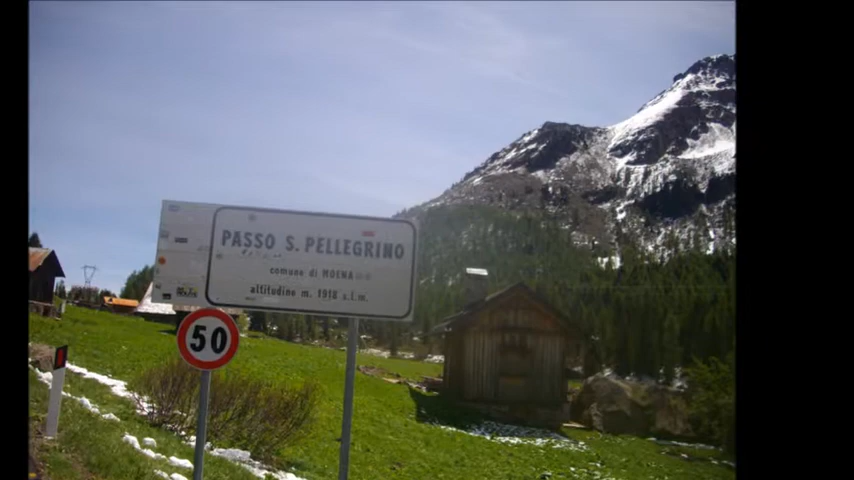 PASSO S. PELLEGRINO
comune di MOENA
altitudine m. 1918 s.l.m.
50